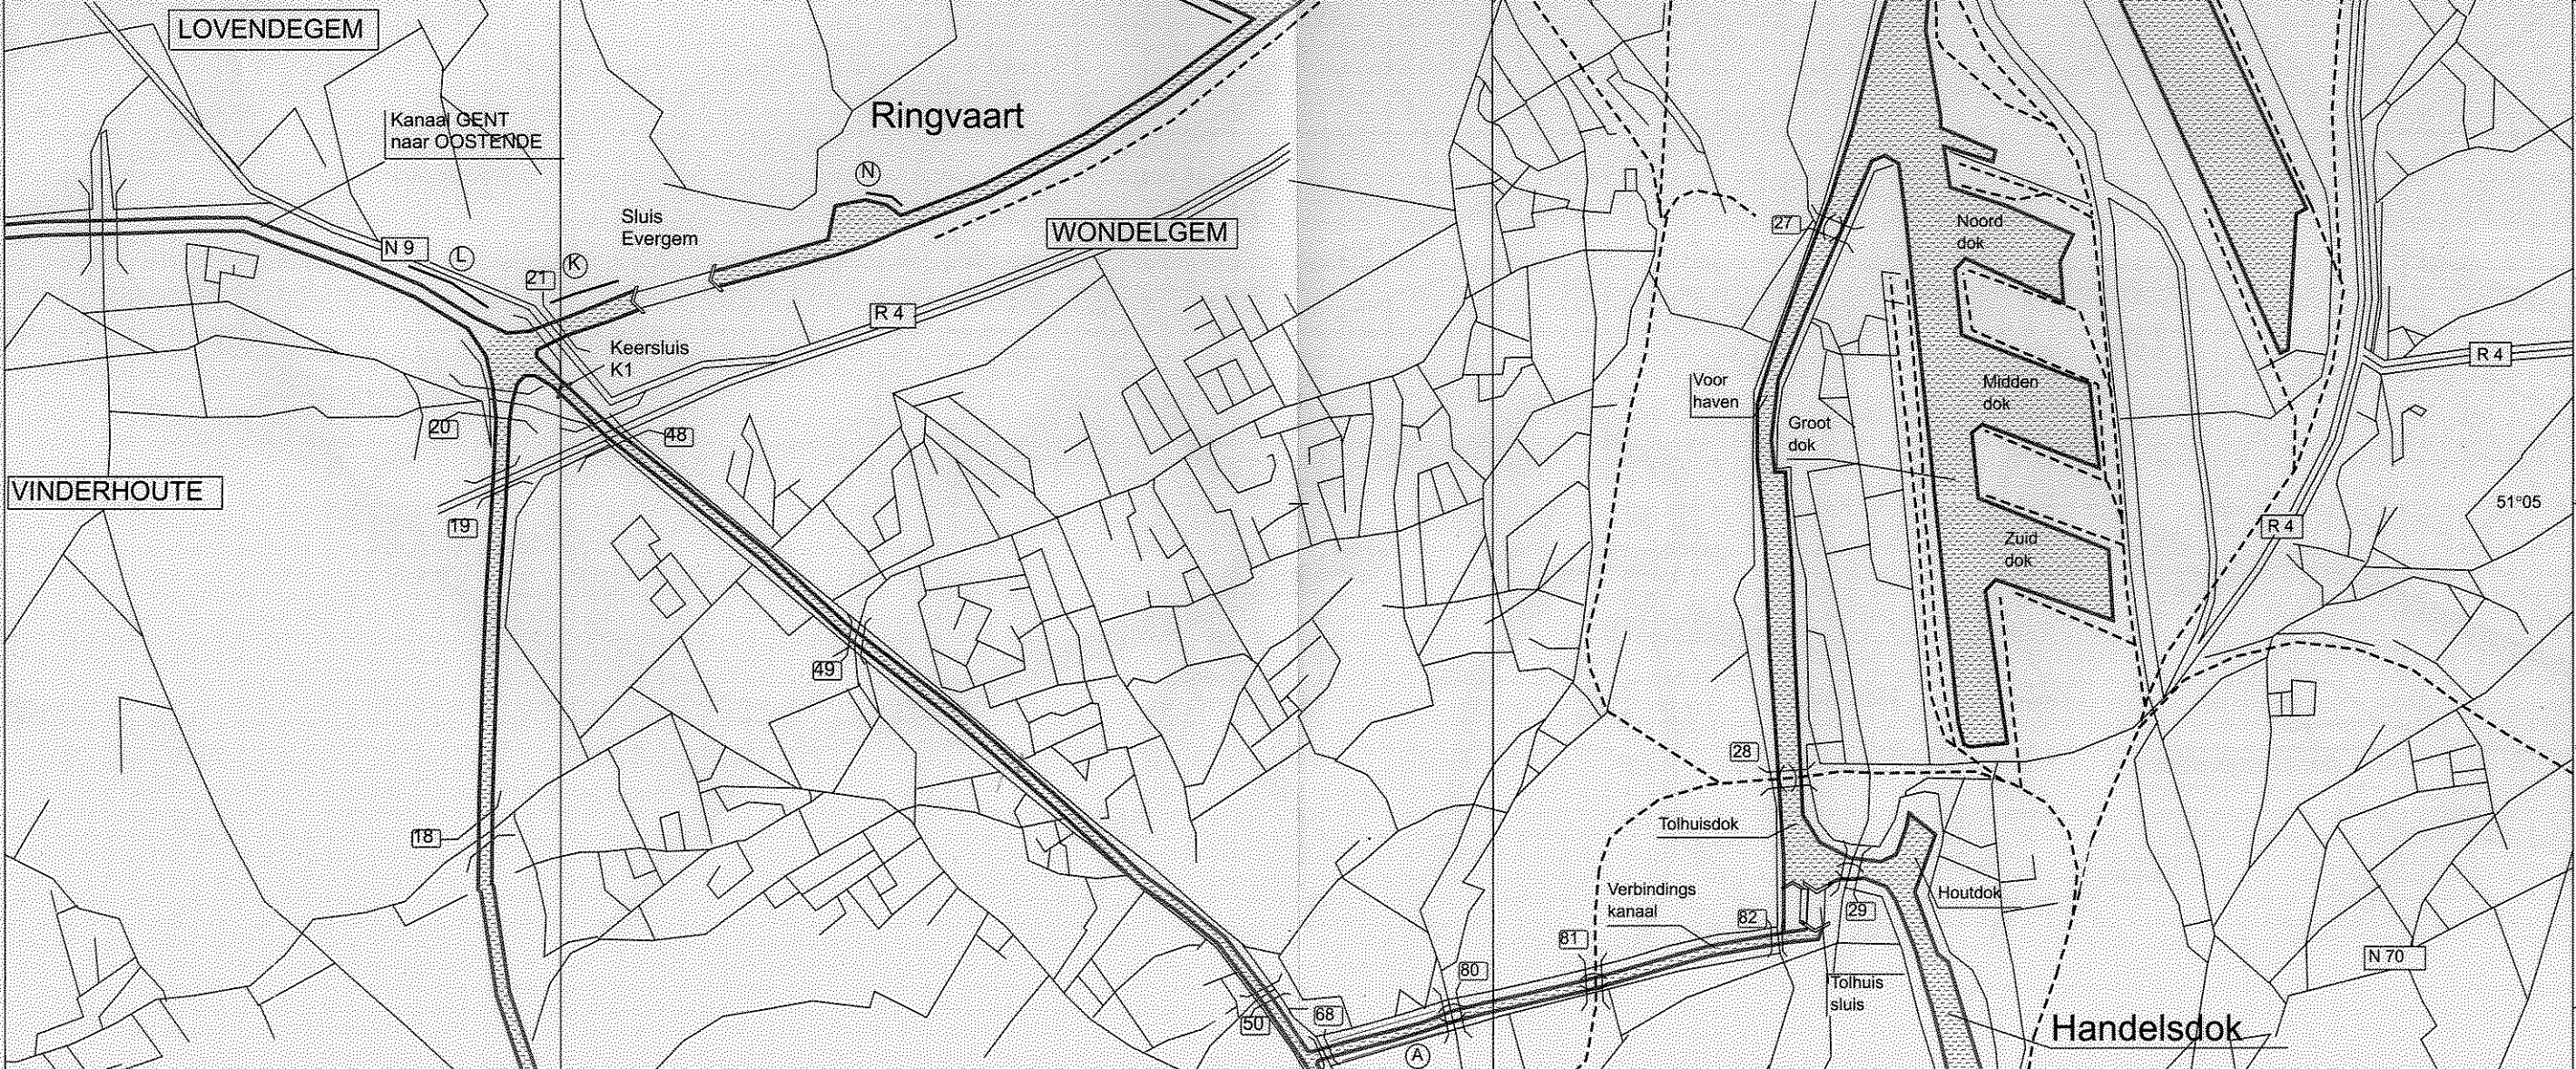 LOVENDEGEM
Kanaal GENT
naar OOSTENDE
Ringvaart
N
Sluis
Evergem
WONDELGEM
27
Noord
dok
N 9
L
K
21
R 4
Keersluis
K1
R 4
Voor
haven
Midden
dok
Groot
dok
20
48
VINDERHOUTE
19
51°05
R 4
Zuid
dok
49
28
18
Tolhuisdok
Verbindings
kanaal
82
29
Houtdok
81
80
N 70
Tolhuis
sluis
50
68
A
Handelsdok